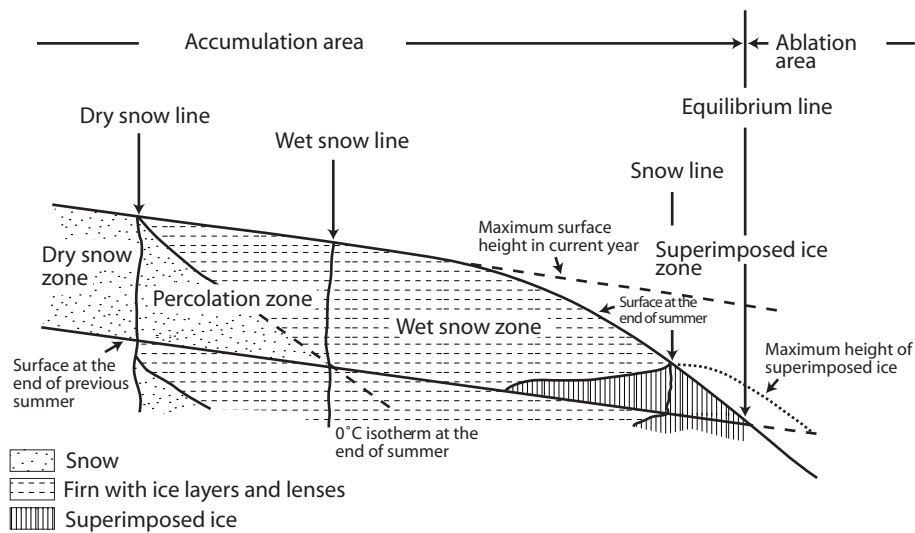 Accumulation area
Ablation
area
Equilibrium line
Dry snow line
Wet snow line
Snow line
Maximum surface
height in current year
Superimposed ice
zone
Dry snow
zone
Percolation zone
Wet snow zone
Surface at the
end of summer
Maximum height of
superimposed ice
Surface at the
end of previous
summer
0˚C isotherm at the
end of summer
Snow
Firn with ice layers and lenses
Superimposed ice